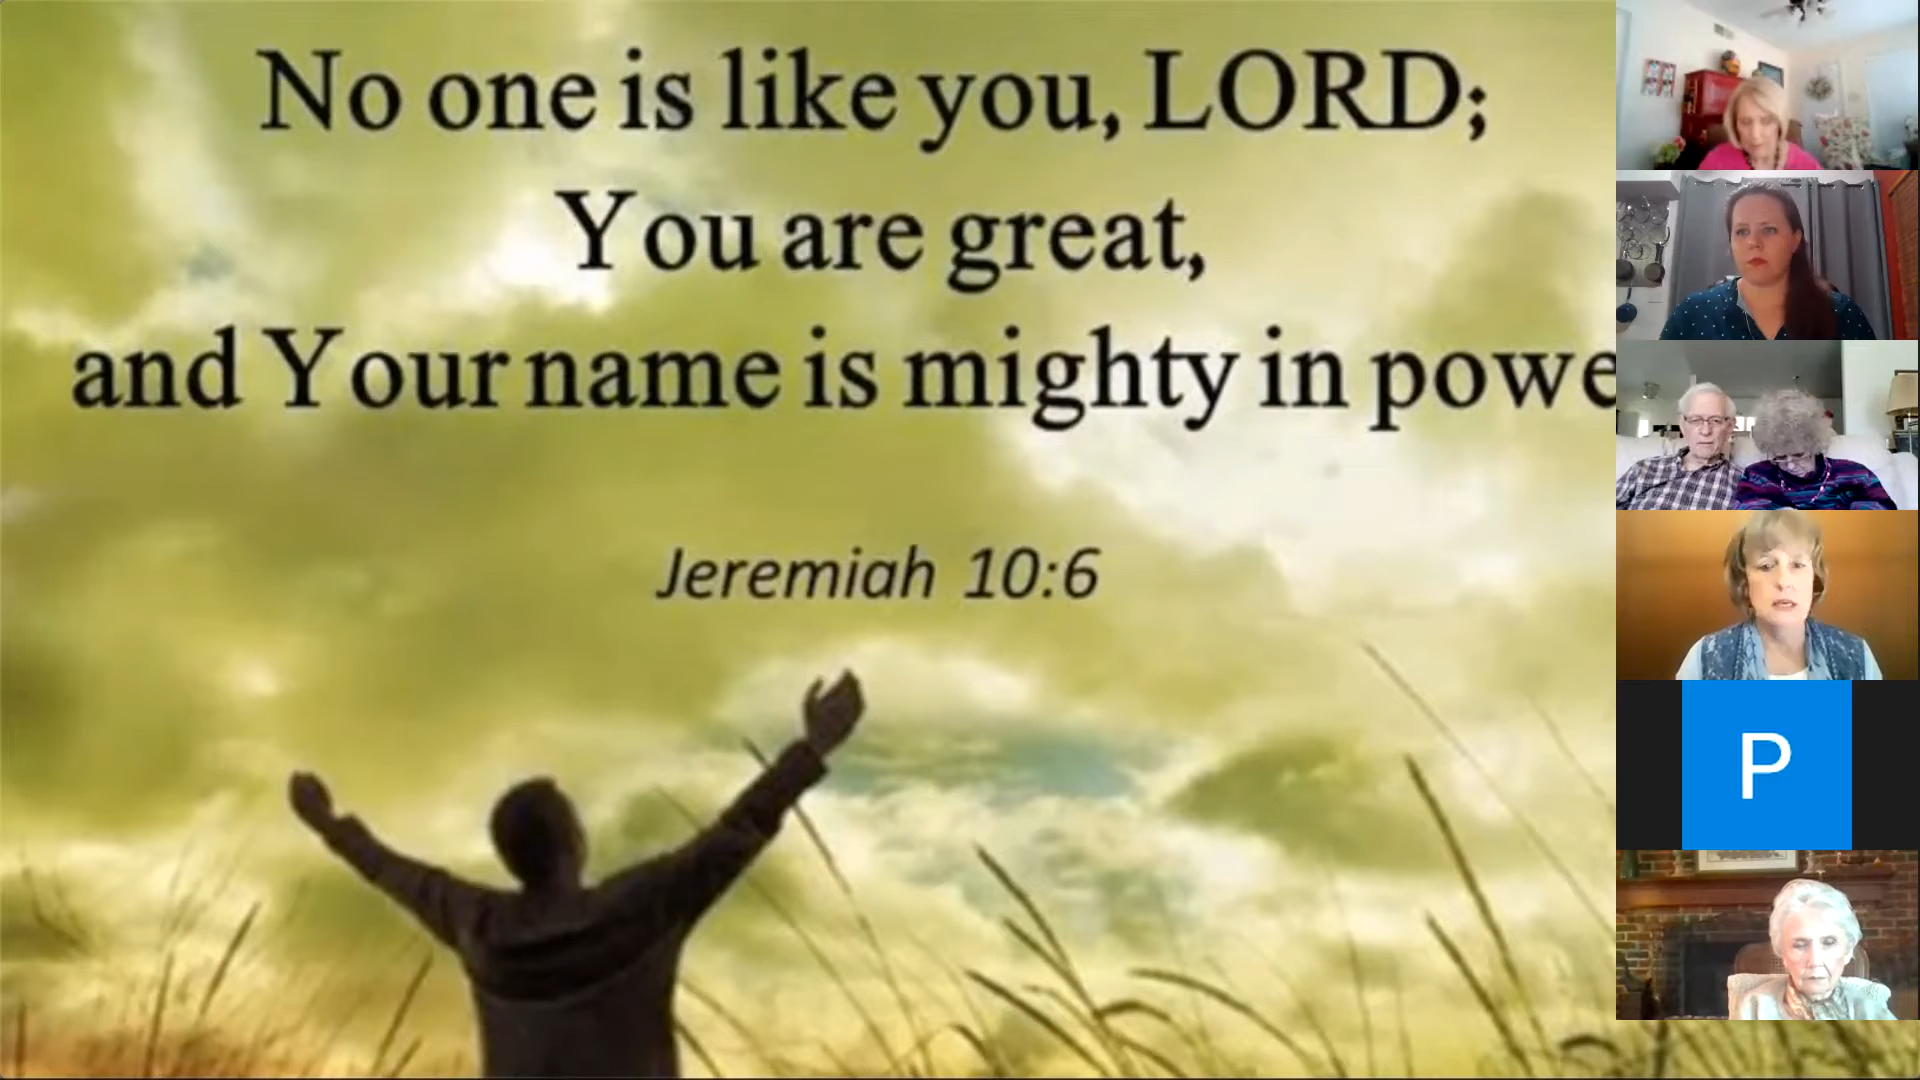 No one is like you, LORD;
You are great,
and Your name is mighty in powe
Jeremiah 10:6
P